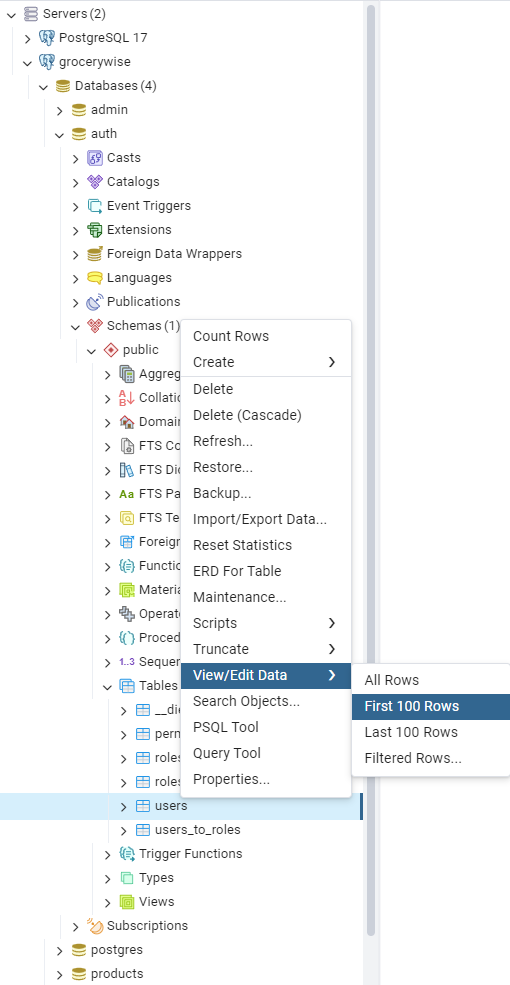 Servers (2)
PostgreSQL 17
grocerywise
Databases (4)
admin
auth
Casts
Catalogs
Event Triggers
Extensions
Foreign Data Wrappers
Languages
Publications
Schemas (1)
public
Aggreg
Collatio
Domain
FTS Co
FTS Dic
FTS Pa
FTS Te
Foreign
Functio
Materia
Operato
Proced
1..3 Sequen
Tables
__di
perm
roles
roles
users
users_to_roles
Trigger Functions
Types
Views
Subscriptions
postgres
products
Count Rows
Create
Delete
Delete (Cascade)
Refresh...
Restore...
Backup...
Import/Export Data...
Reset Statistics
ERD For Table
Maintenance...
Scripts
Truncate
View/Edit Data
Search Objects...
PSQL Tool
Query Tool
Properties...
All Rows
First 100 Rows
Last 100 Rows
Filtered Rows...